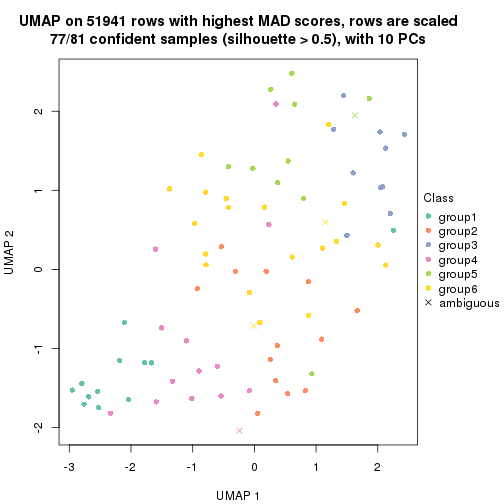 UMAP on 51941 rows with highest MAD scores, rows are scaled
77/81 confident samples (silhouette > 0.5), with 10 PCs
Class
group1
group2
group3
group4
group5
group6
ambiguous
UMAP 2
2
1
0
-1
-2
-3
-2
-1
0
1
2
UMAP 1